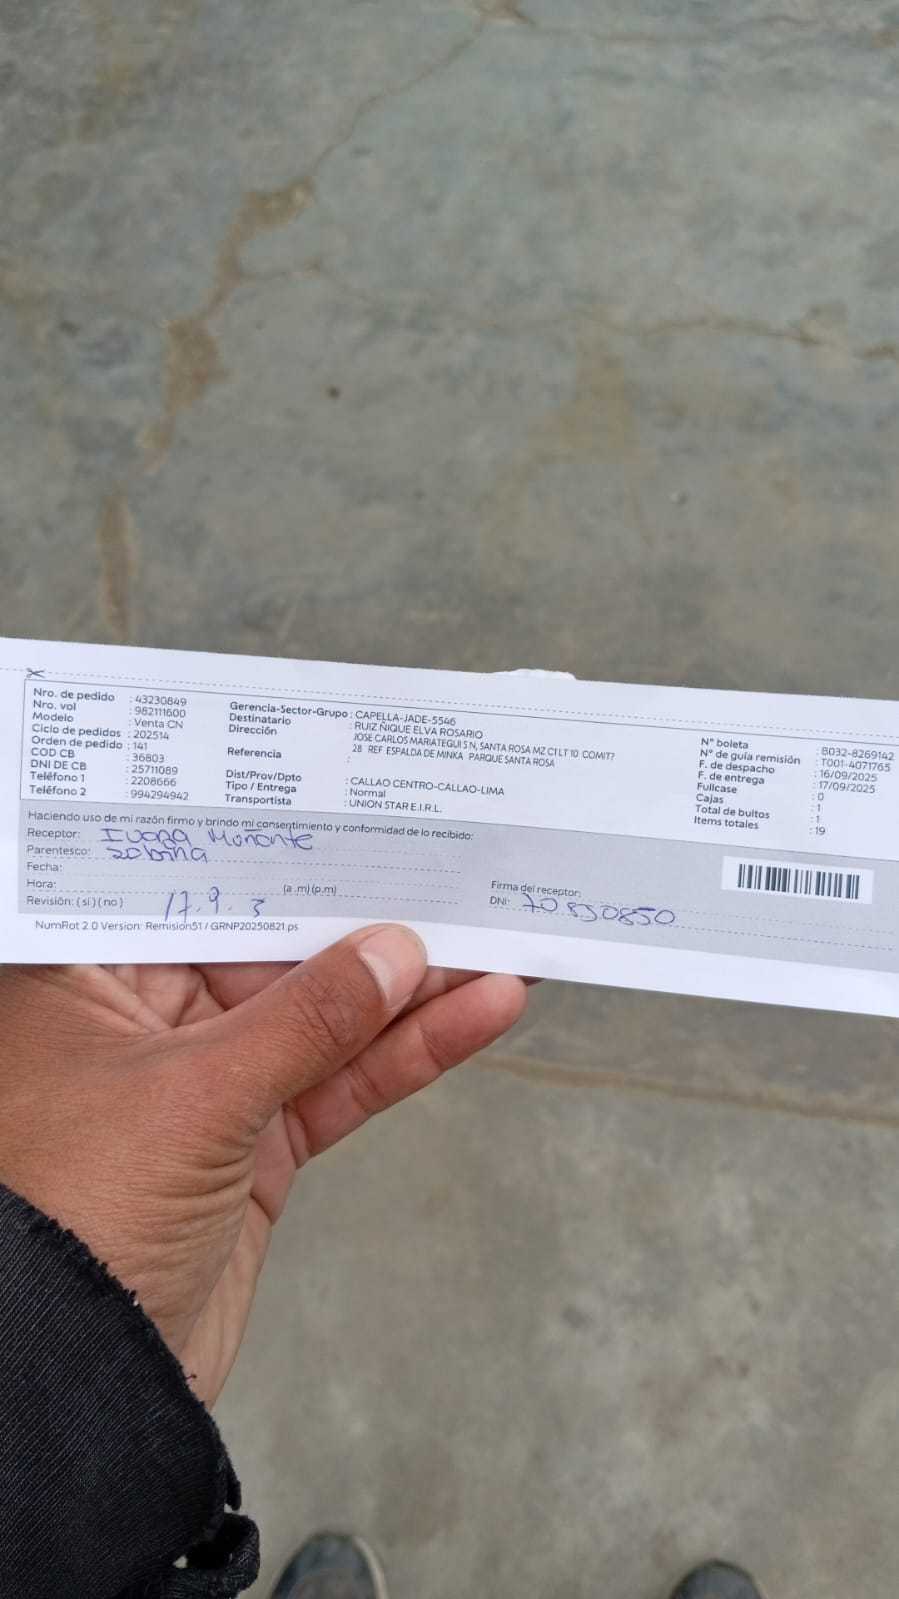 Nro. de pedido : 43230849
Nro. vol : 982111600
Modelo : Venta CN
Ciclo de pedidos : 202514
Orden de pedido : 141
COD CB : 36803
DNI DE CB : 25711089
Teléfono 1 : 2208666
Teléfono 2 : 994294942
Gerencia-Sector-Grupo : CAPELLA-JADE-5546
Destinatario : RUIZ ÑIQUE ELVA ROSARIO
Dirección : JOSE CARLOS MARIATEGUI S N, SANTA ROSA MZ C1 LT 10 COMIT?
28 REF ESPALDA DE MINKA PARQUE SANTA ROSA
Referencia :
Dist/Prov/Dpto : CALLAO CENTRO-CALLAO-LIMA
Tipo / Entrega : Normal
Transportista : UNION STAR E.I.R.L.
N° boleta : B032-8269142
N° de guía remisión : T001-4071765
F. de despacho : 16/09/2025
F. de entrega : 17/09/2025
Fullcase : 0
Cajas : 1
Total de bultos : 1
Items totales : 19
Haciendo uso de mi razón firmo y brindo mi consentimiento y conformidad de lo recibido:
Receptor: Moñante
Parentesco: sobrina
Fecha:
Hora: (a .m) (p.m)
Revisión: ( sí ) ( no ) 17.9.3
Firma del receptor:
DNI: 70850850
NumRot 2.0 Version: Remision51 / GRNP20250821.ps